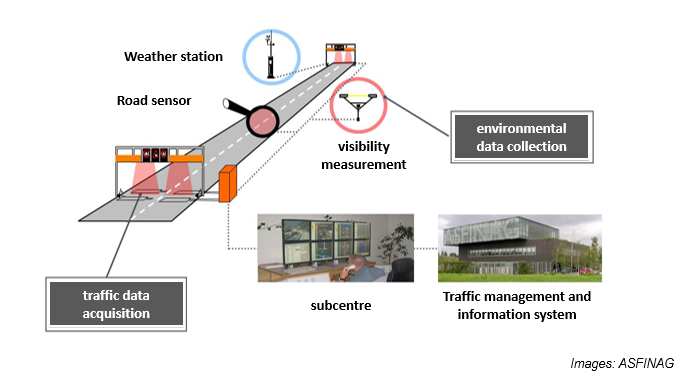 Weather station
Road sensor
visibility
measurement
environmental
data collection
traffic data
acquisition
subcentre
Traffic management and
information system
Images: ASFINAG